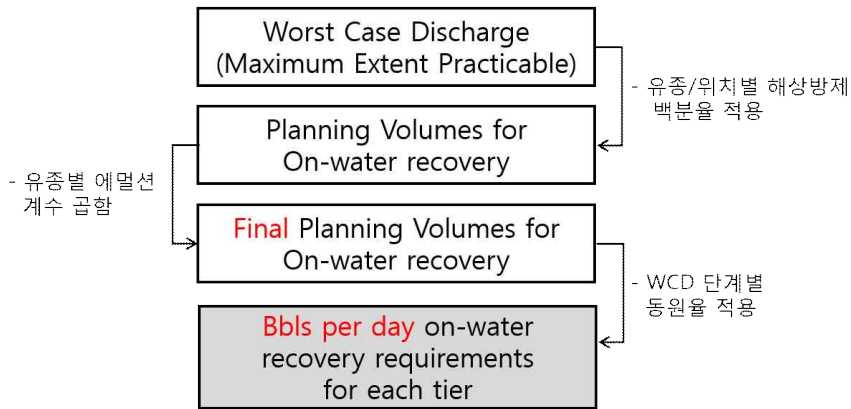 Worst Case Discharge
(Maximum Extent Practicable)
- 유종/위치별 해상방제
백분율 적용
Planning Volumes for
On-water recovery
- 유종별 에멀션
계수 곱함
Final Planning Volumes for
On-water recovery
- WCD 단계별
동원율 적용
Bbls per day on-water
recovery requirements
for each tier